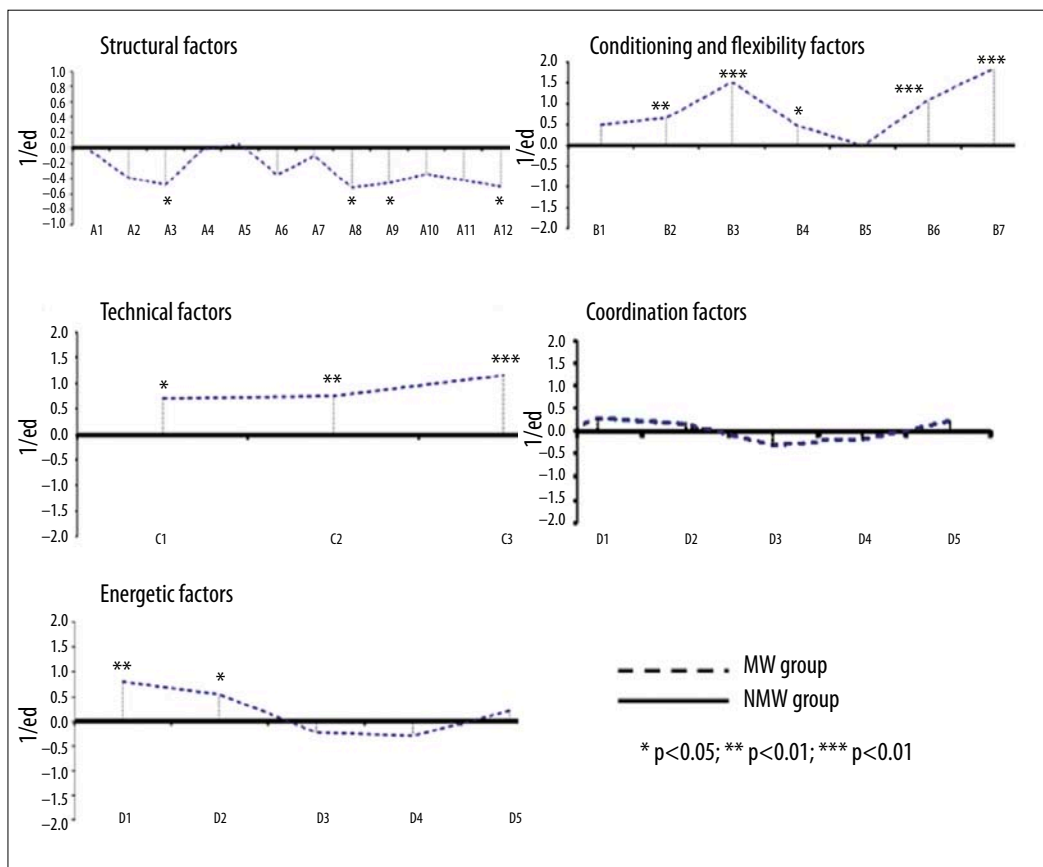 Structural factors
1.0
0.8
0.6
0.4
0.2
0.0
−0.2
−0.4
−0.6
−0.8
−1.0
1/ed
* * * *
A1 A2 A3 A4 A5 A6 A7 A8 A9 A10 A11 A12
Conditioning and flexibility factors
2.0
1.5
1.0
0.5
0.0
−0.5
−1.0
−1.5
−2.0
1/ed
** *** * *** ***
B1 B2 B3 B4 B5 B6 B7
Technical factors
2.0
1.5
1.0
0.5
0.0
−0.5
−1.0
−1.5
−2.0
1/ed
* ** ***
C1 C2 C3
Coordination factors
2.0
1.5
1.0
0.5
0.0
−0.5
−1.0
−1.5
−2.0
1/ed
D1 D2 D3 D4 D5
Energetic factors
2.0
1.5
1.0
0.5
0.0
−0.5
−1.0
−1.5
−2.0
1/ed
** *
D1 D2 D3 D4 D5
MW group
NMW group
* p<0.05; ** p<0.01; *** p<0.01